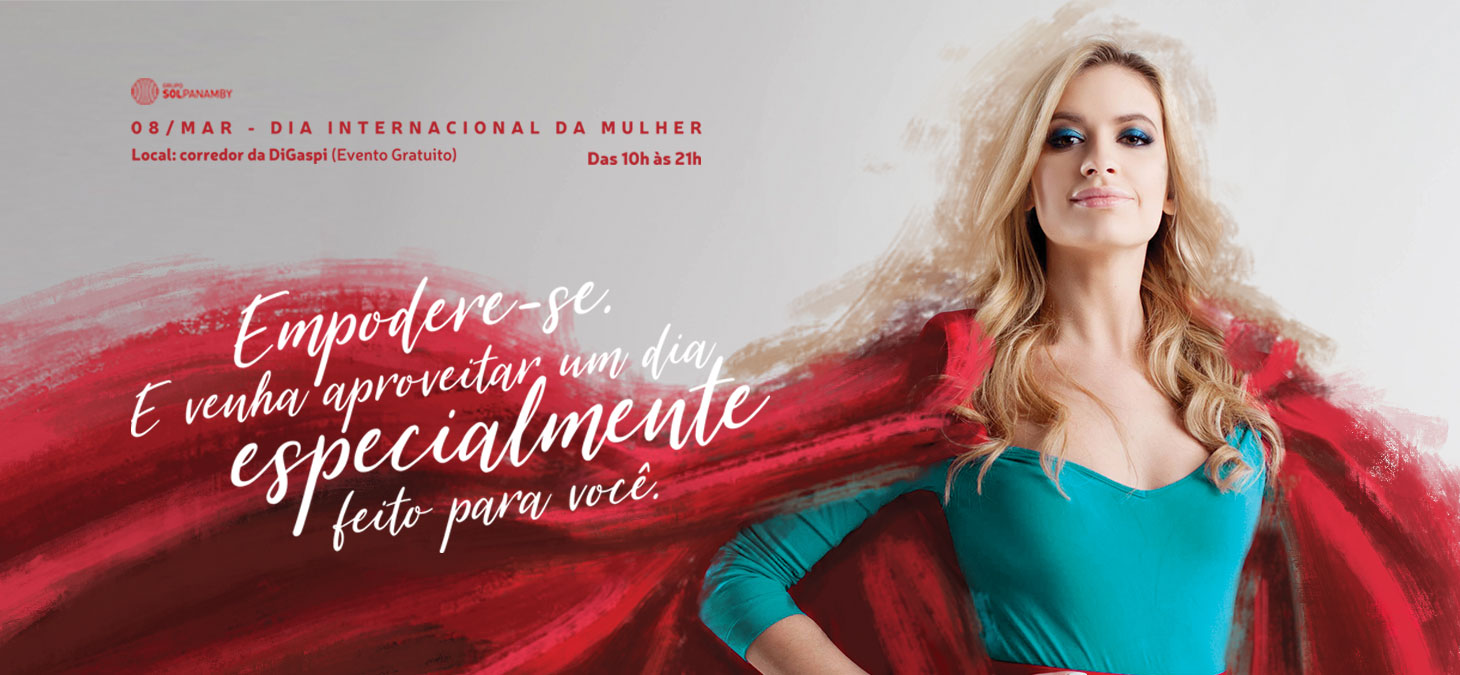 GRUPO
SOLPANAMBY
08/MAR - DIA INTERNACIONAL DA MULHER
Local: corredor da DiGaspi (Evento Gratuito)
Das 10h às 21h
Empodere-se.
E venha aproveitar um dia
especialmente
feito para você.